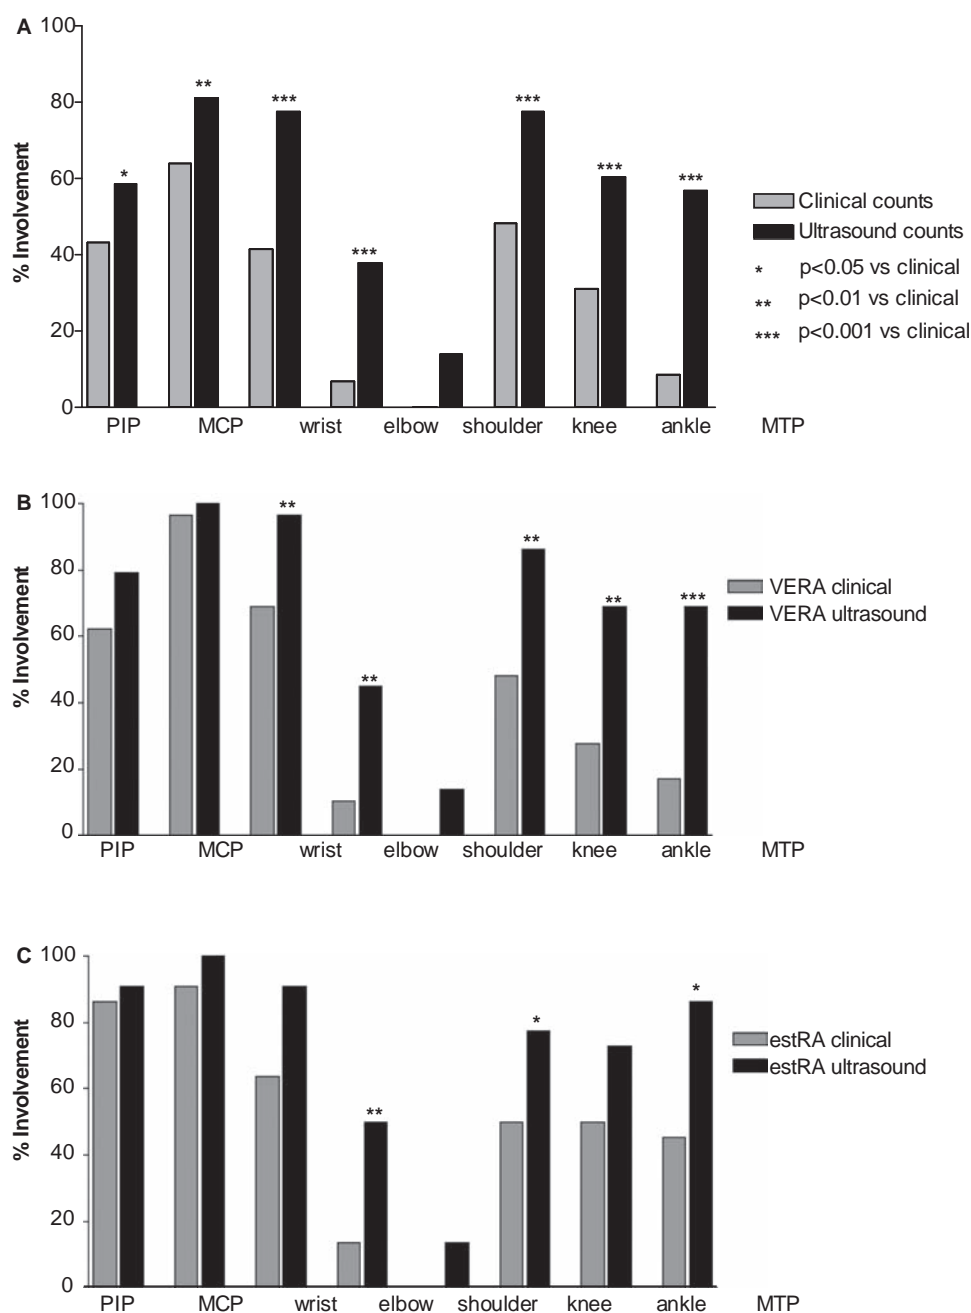 A
100
80
60
40
20
0
% Involvement
*
**
***
***
***
***
***
PIP MCP wrist elbow shoulder knee ankle MTP
Clinical counts
Ultrasound counts
* p<0.05 vs clinical
** p<0.01 vs clinical
*** p<0.001 vs clinical
B
100
80
60
40
20
0
% Involvement
**
**
**
**
***
PIP MCP wrist elbow shoulder knee ankle MTP
VERA clinical
VERA ultrasound
C
100
80
60
40
20
0
% Involvement
**
*
*
PIP MCP wrist elbow shoulder knee ankle MTP
estRA clinical
estRA ultrasound